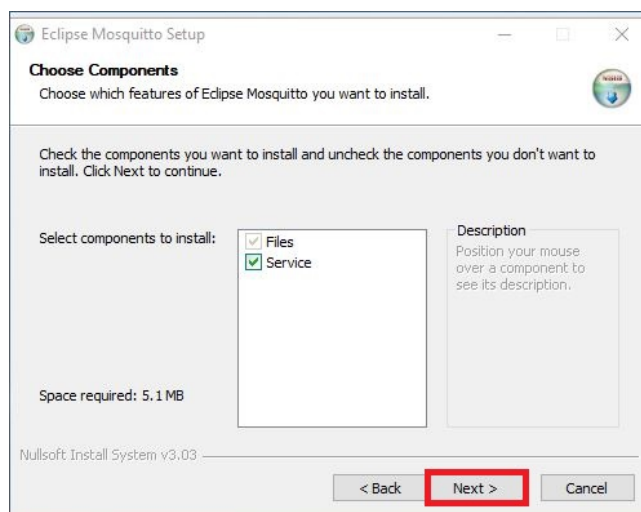 Eclipse Mosquitto Setup
Choose Components
Choose which features of Eclipse Mosquitto you want to install.
Check the components you want to install and uncheck the components you don't want to
install. Click Next to continue.
Select components to install:
Files
Service
Description
Position your mouse
over a component to
see its description.
Space required: 5.1MB
Nullsoft Install System v3.03
< Back
Next >
Cancel